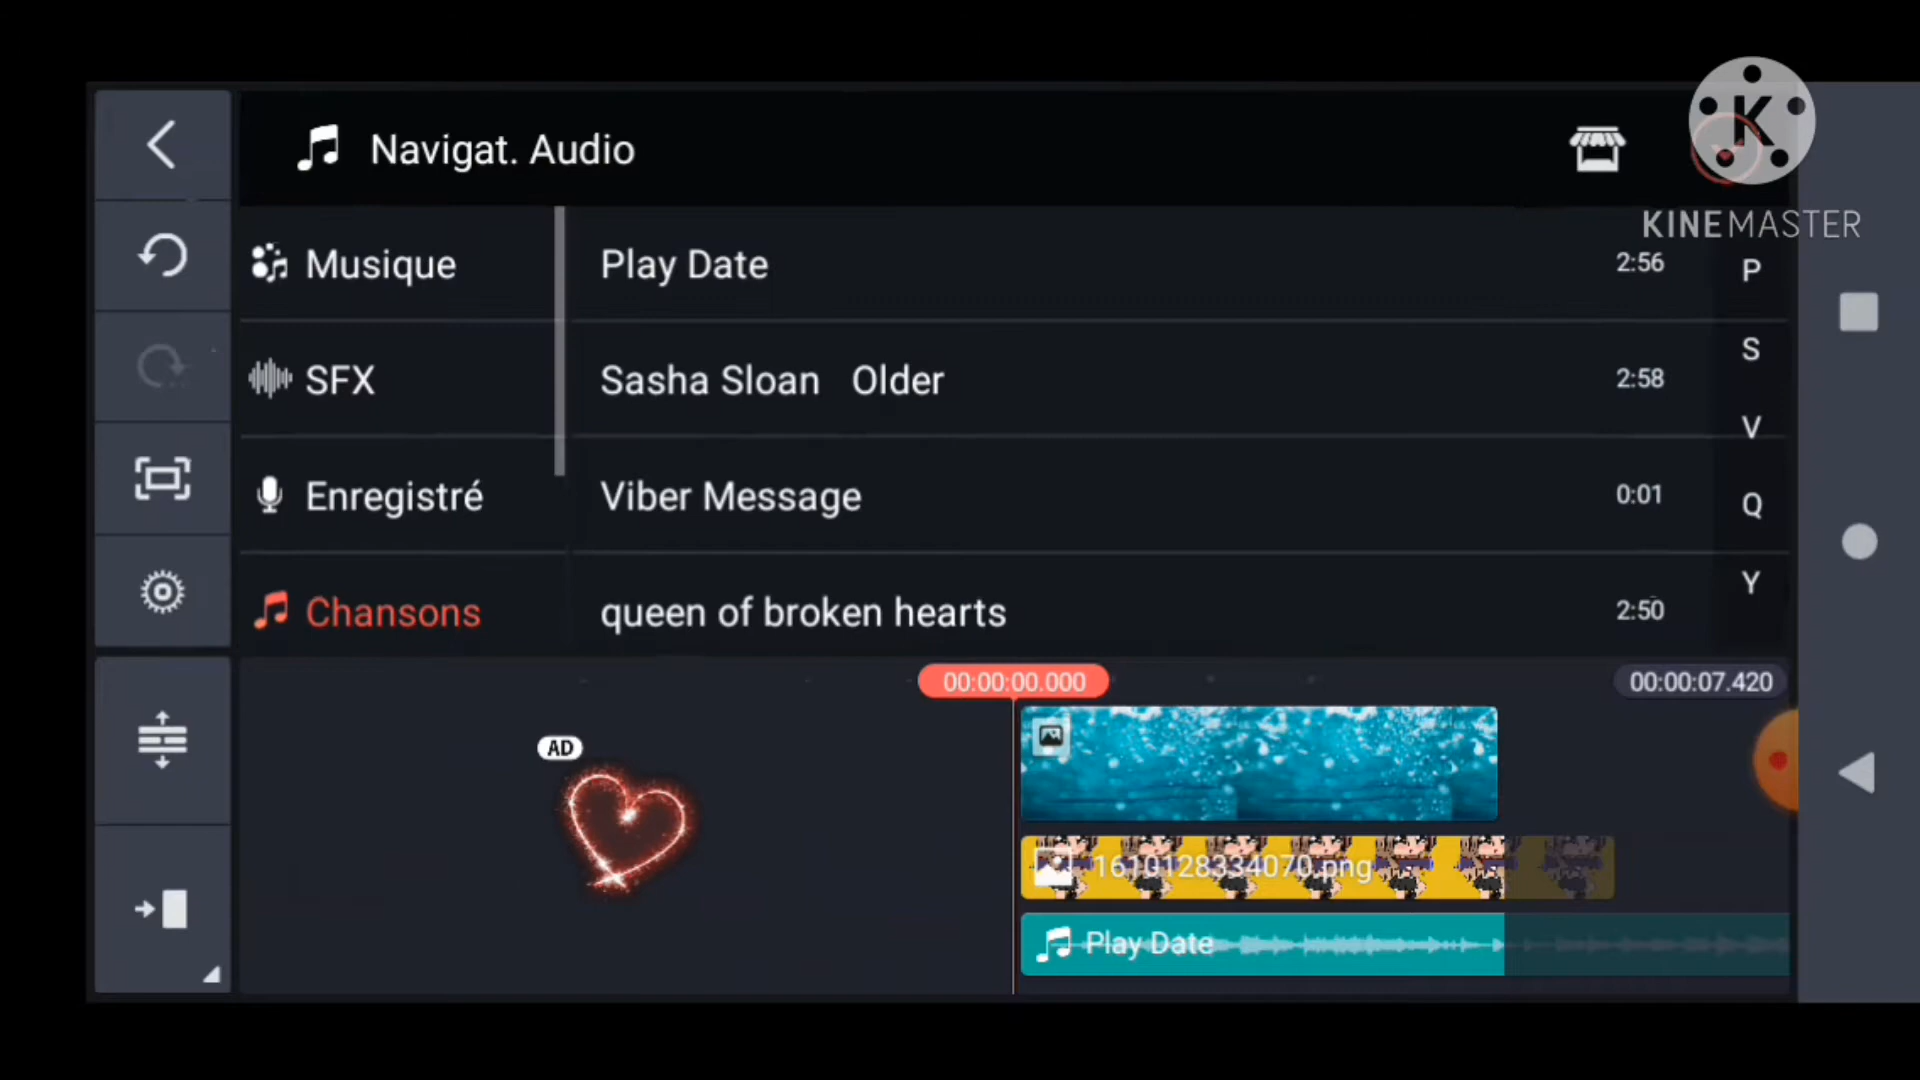 Navigat. Audio
K
KINEMASTER
Musique
Play Date
2:56
P
SFX
Sasha Sloan Older
2:58
S
V
Enregistré
Viber Message
0:01
Q
Chansons
queen of broken hearts
2:50
Y
00:00:00.000
00:00:07.420
AD
1610128334070.png
Play Date